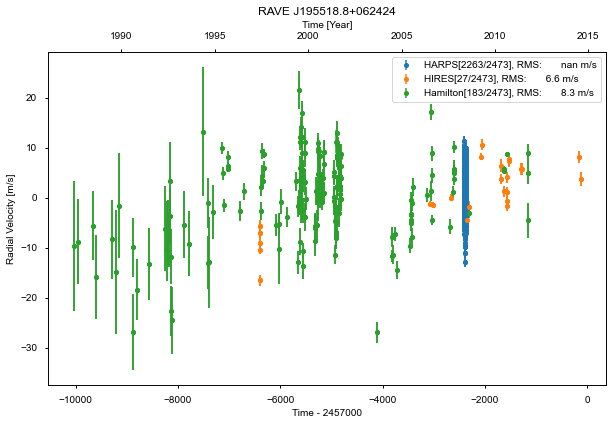 RAVE J195518.8+062424
Time [Year]
1990 1995 2000 2005 2010 2015
HARPS[2263/2473], RMS: nan m/s
HIRES[27/2473], RMS: 6.6 m/s
Hamilton[183/2473], RMS: 8.3 m/s
20
10
0
−10
−20
−30
Radial Velocity [m/s]
−10000 −8000 −6000 −4000 −2000 0
Time - 2457000